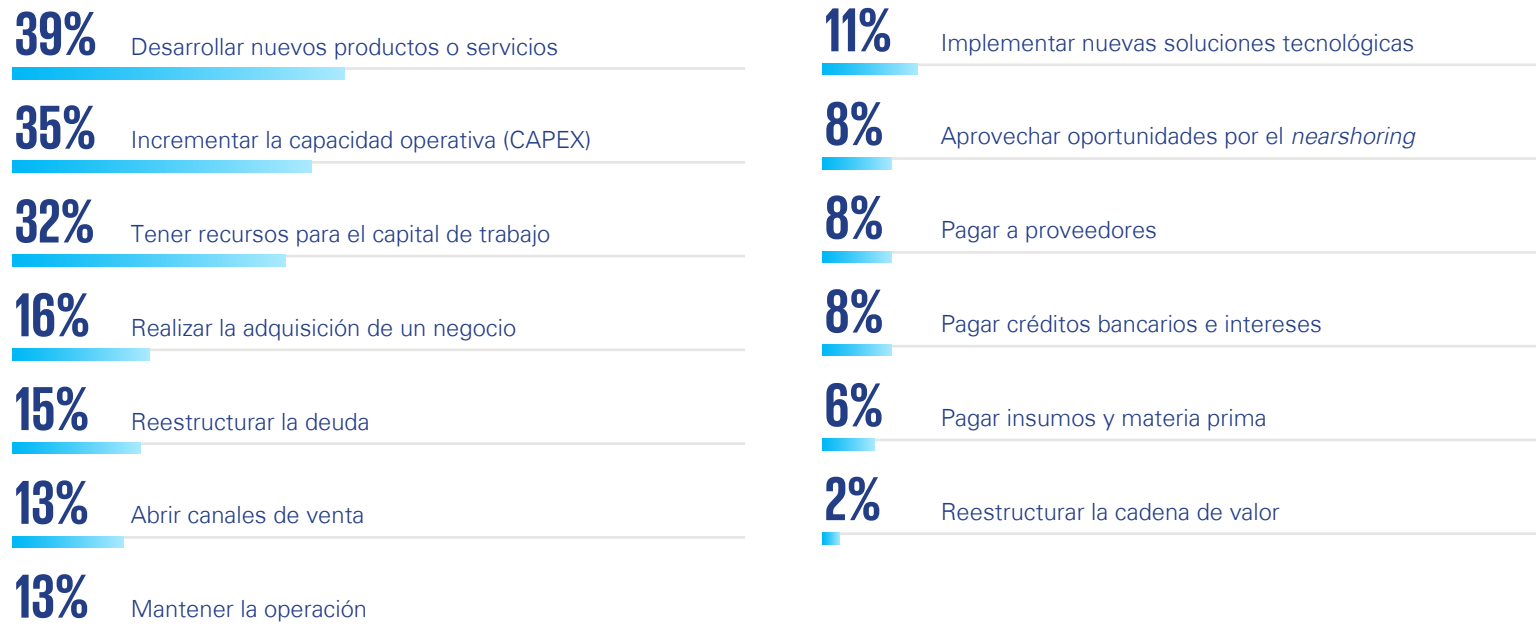 39% Desarrollar nuevos productos o servicios
35% Incrementar la capacidad operativa (CAPEX)
32% Tener recursos para el capital de trabajo
16% Realizar la adquisición de un negocio
15% Reestructurar la deuda
13% Abrir canales de venta
13% Mantener la operación
11% Implementar nuevas soluciones tecnológicas
8% Aprovechar oportunidades por el nearshoring
8% Pagar a proveedores
8% Pagar créditos bancarios e intereses
6% Pagar insumos y materia prima
2% Reestructurar la cadena de valor